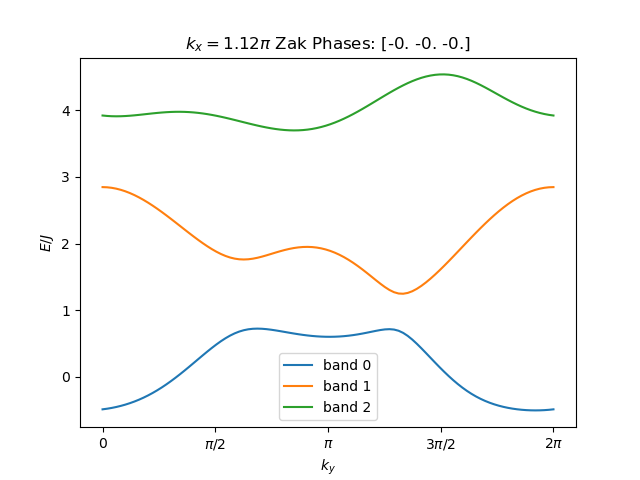 $k_x = 1.12\pi$ Zak Phases: [-0. -0. -0.]
4
3
2
1
0
E/J
band 0
band 1
band 2
0
π/2
π
3π/2
2π
$k_y$